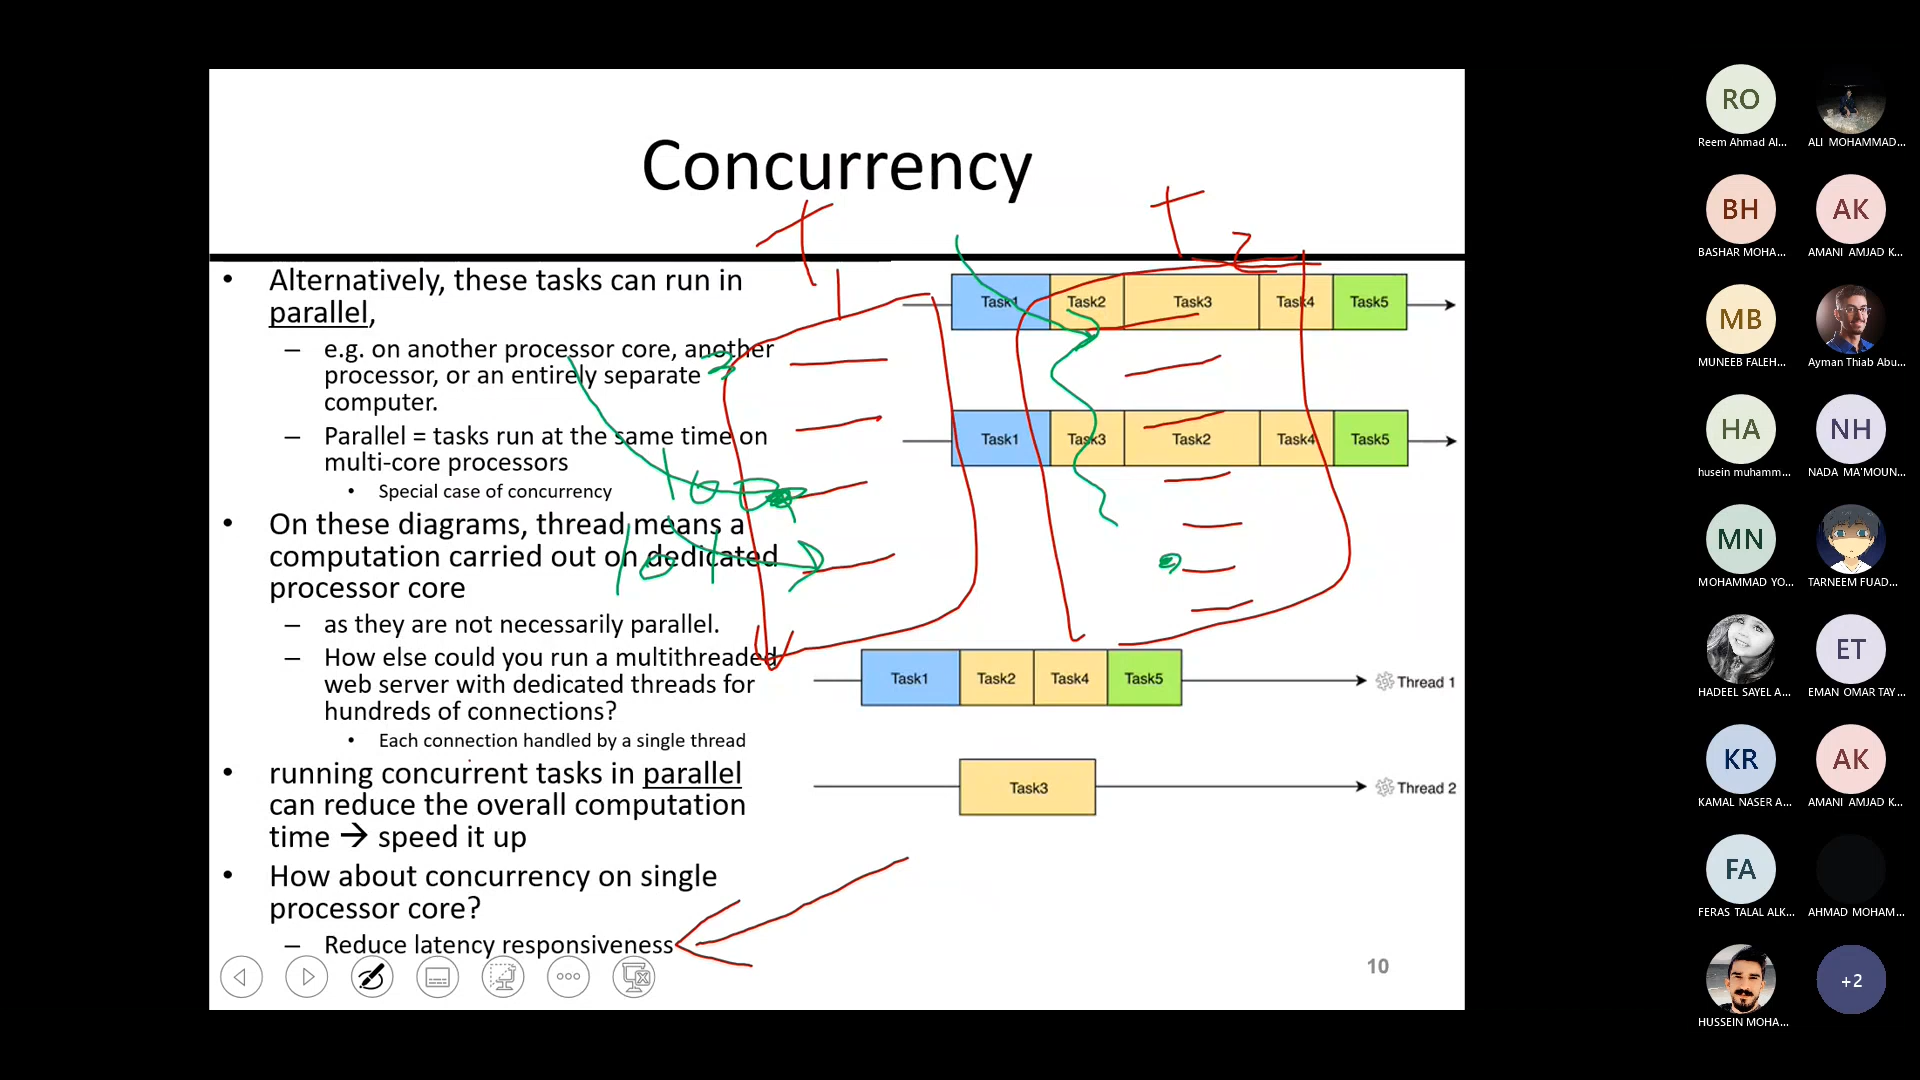 Concurrency
t1
t2
• Alternatively, these tasks can run in
parallel,
– e.g. on another processor core, another
processor, or an entirely separate
computer.
– Parallel = tasks run at the same time on
multi-core processors
• Special case of concurrency
• On these diagrams, thread means a
computation carried out on dedicated
processor core
– as they are not necessarily parallel.
– How else could you run a multithreaded
web server with dedicated threads for
hundreds of connections?
• Each connection handled by a single thread
• running concurrent tasks in parallel
can reduce the overall computation
time → speed it up
• How about concurrency on single
processor core?
– Reduce latency responsiveness
100
104
Task1 Task2 Task3 Task4 Task5
Task1 Task3 Task2 Task4 Task5
Task1 Task2 Task4 Task5 Thread 1
Task3 Thread 2
10
RO
Reem Ahmad Al...
ALI MOHAMMAD...
BH
BASHAR MOHA...
AK
AMANI AMJAD K...
MB
MUNEEB FALEH...
Ayman Thiab Abu...
HA
husein muhamm...
NH
NADA MA'MOUN...
MN
MOHAMMAD YO...
TARNEEM FUAD...
HADEEL SAYEL A...
ET
EMAN OMAR TAY...
KR
KAMAL NASER A...
AK
AMANI AMJAD K...
FA
FERAS TALAL ALK...
AHMAD MOHAM...
HUSSEIN MOHA...
+2